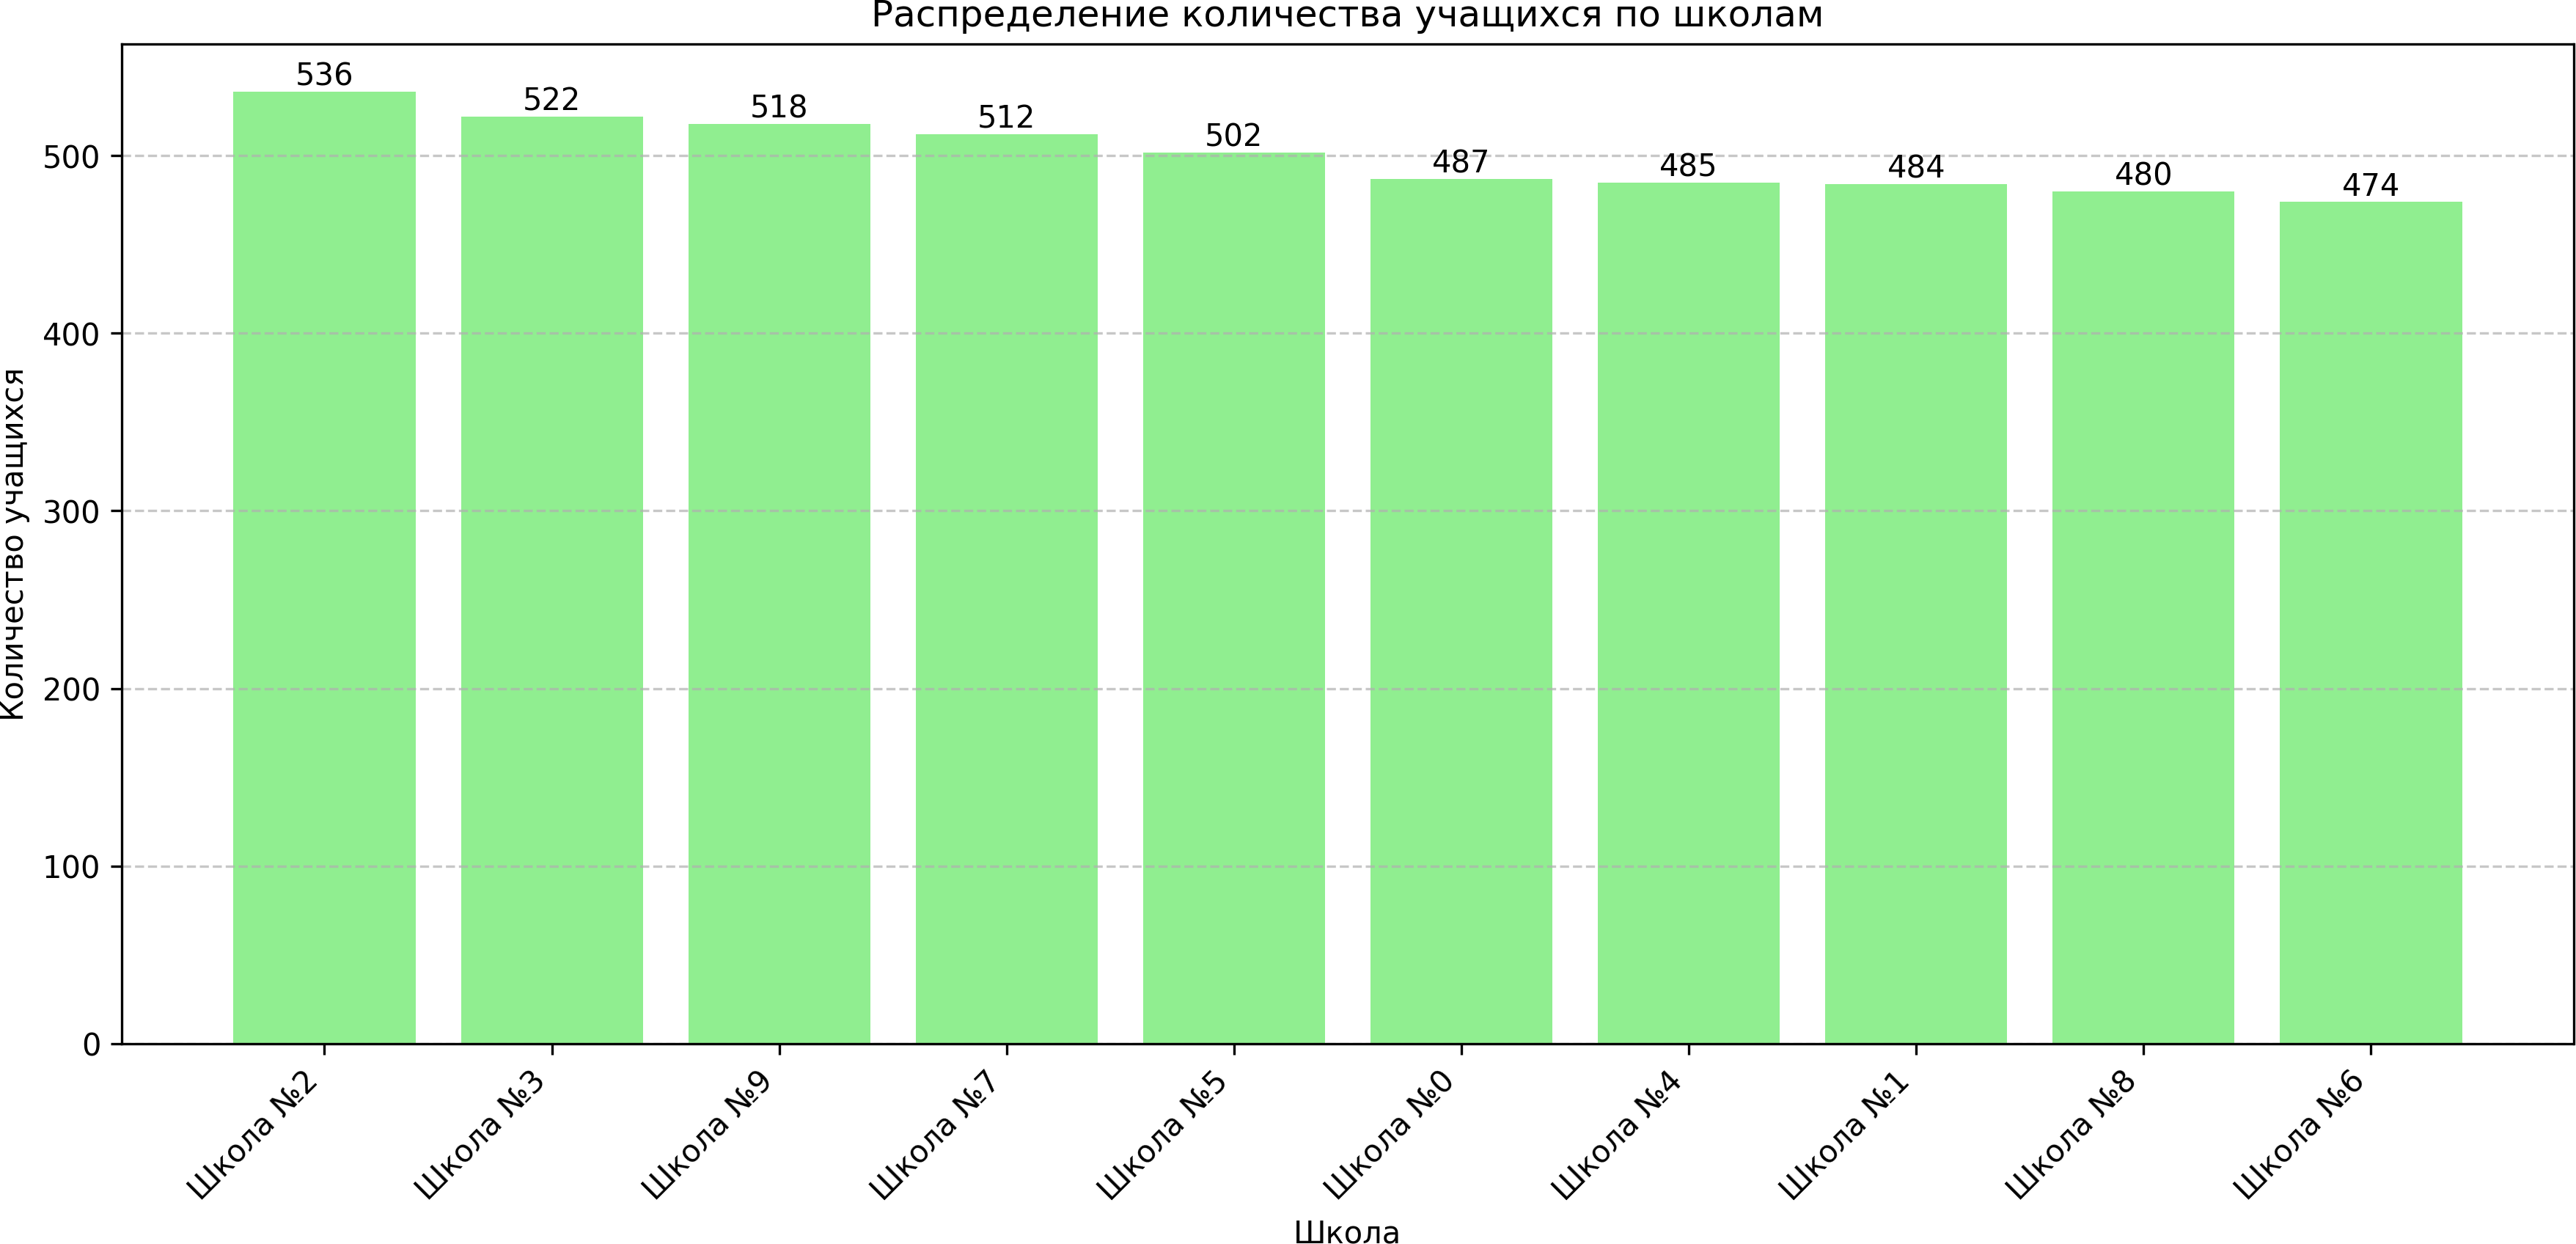 Распределение количества учащихся по школам
536
522
518
512
502
487
485
484
480
474
500
400
300
200
100
0
Количество учащихся
Школа №2
Школа №3
Школа №9
Школа №7
Школа №5
Школа №0
Школа №4
Школа №1
Школа №8
Школа №6
Школа